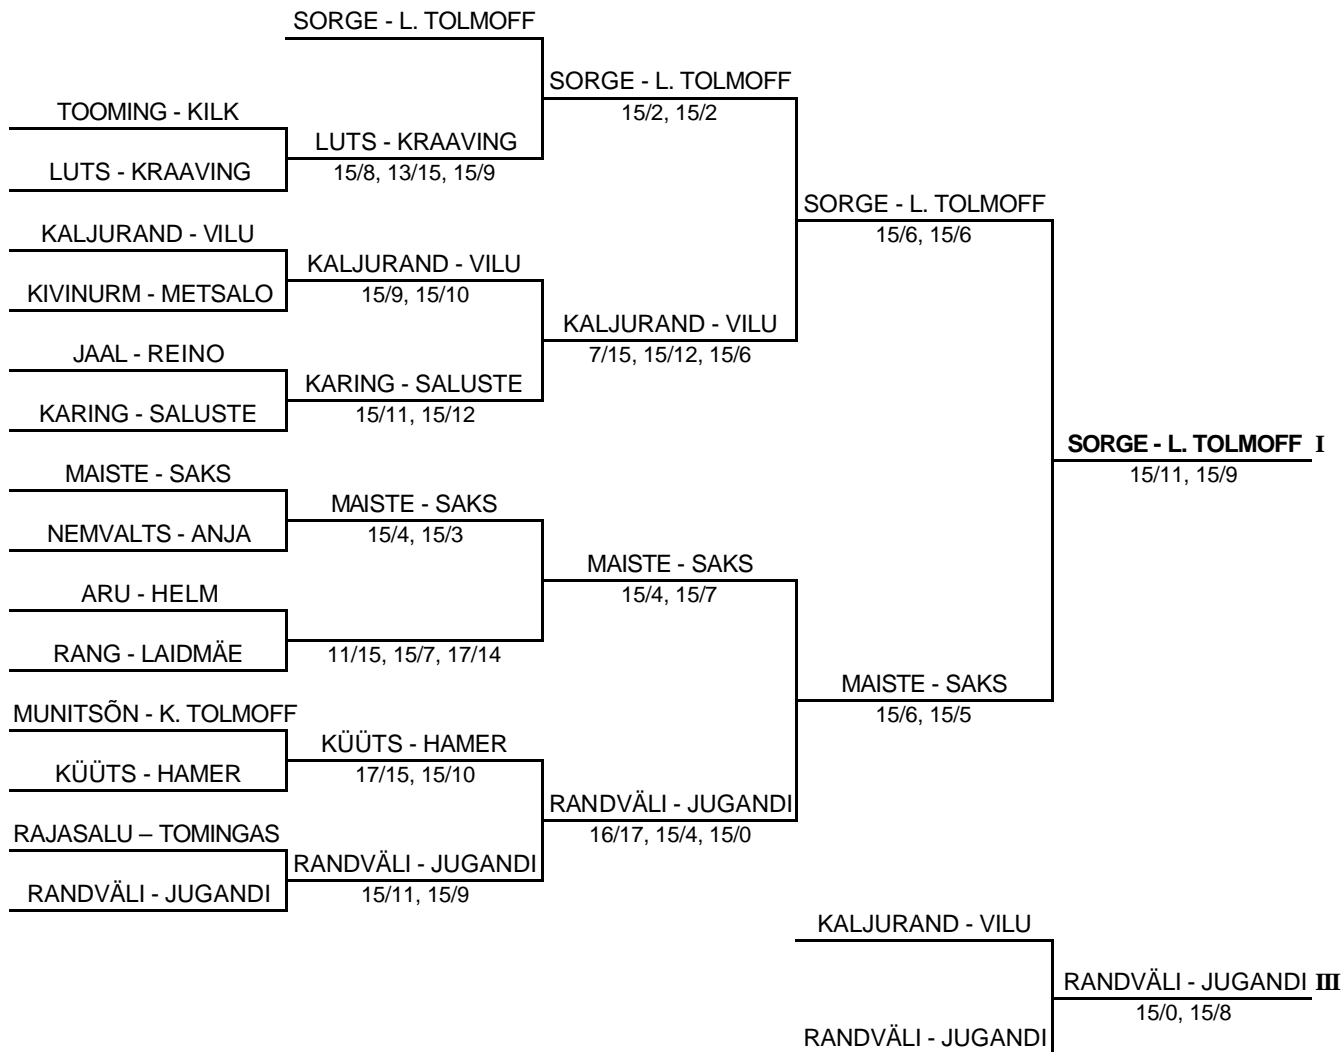 SORGE - L. TOLMOFF
SORGE - L. TOLMOFF
15/2, 15/2
TOOMING - KILK
LUTS - KRAAVING
15/8, 13/15, 15/9
LUTS - KRAAVING
SORGE - L. TOLMOFF
15/6, 15/6
KALJURAND - VILU
KALJURAND - VILU
15/9, 15/10
KIVINURM - METSALO
KALJURAND - VILU
7/15, 15/12, 15/6
JAAL - REINO
KARING - SALUSTE
15/11, 15/12
KARING - SALUSTE
SORGE - L. TOLMOFF I
15/11, 15/9
MAISTE - SAKS
MAISTE - SAKS
15/4, 15/3
NEMVALTS - ANJA
MAISTE - SAKS
15/4, 15/7
ARU - HELM
11/15, 15/7, 17/14
RANG - LAIDMÄE
MAISTE - SAKS
15/6, 15/5
MUNITSÕN - K. TOLMOFF
KÜÜTS - HAMER
17/15, 15/10
KÜÜTS - HAMER
RANDVÄLI - JUGANDI
16/17, 15/4, 15/0
RAJASALU – TOMINGAS
RANDVÄLI - JUGANDI
15/11, 15/9
RANDVÄLI - JUGANDI
KALJURAND - VILU
RANDVÄLI - JUGANDI III
15/0, 15/8
RANDVÄLI - JUGANDI